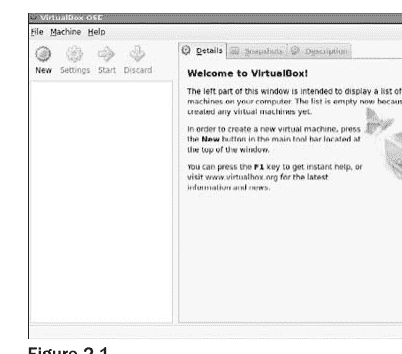 VirtualBox OSE
File Machine Help
New Settings Start Discard
Details Snapshots Description
Welcome to VirtualBox!
The left part of this window is intended to display a list of
machines on your computer. The list is empty now becaus
created any virtual machines yet.
In order to create a new virtual machine, press
the New button in the main tool bar located at
the top of the window.
You can press the F1 key to get instant help, or
visit www.virtualbox.org for the latest
information and news.
Figure 2-1